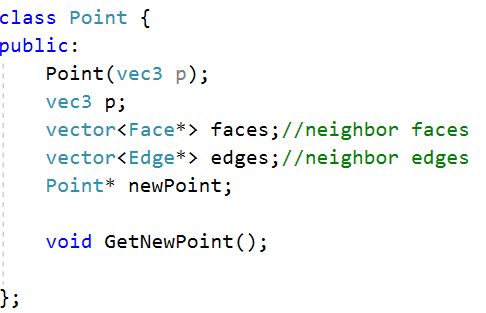 class Point {
public:
    Point(vec3 p);
    vec3 p;
    vector<Face*> faces;//neighbor faces
    vector<Edge*> edges;//neighbor edges
    Point* newPoint;

    void GetNewPoint();

};